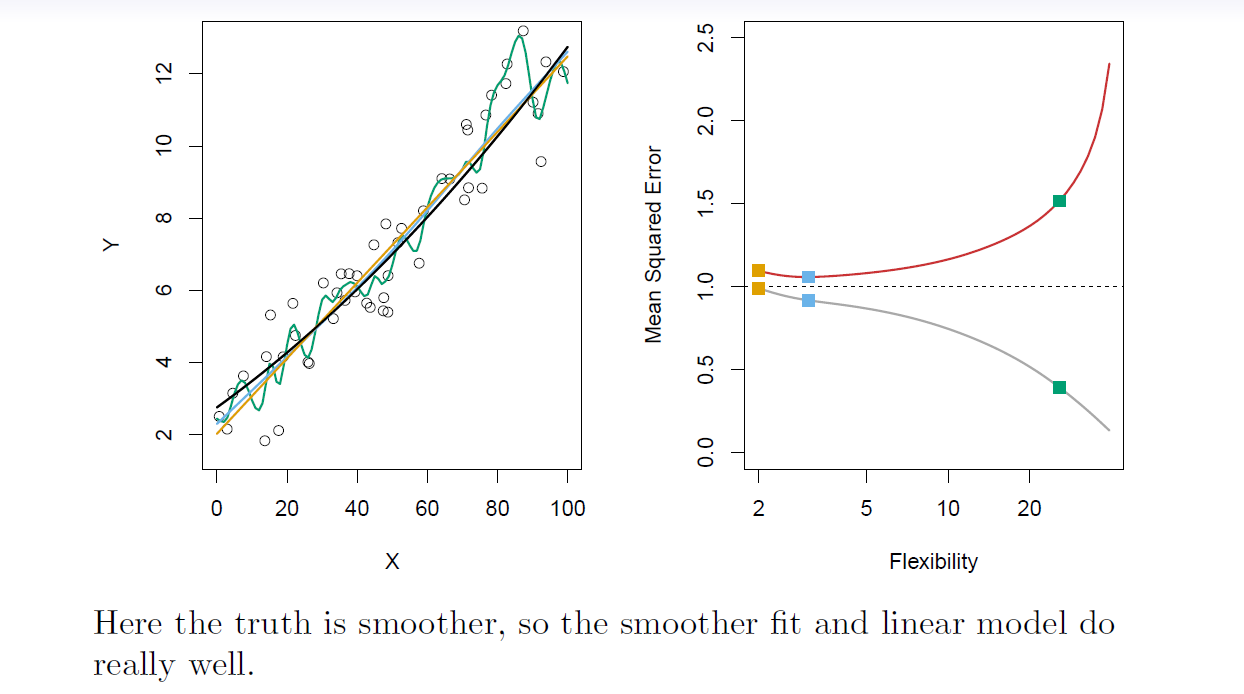 12
10
8
6
4
2
Y
0 20 40 60 80 100
X
2.5
2.0
1.5
1.0
0.5
0.0
Mean Squared Error
2 5 10 20
Flexibility
Here the truth is smoother, so the smoother fit and linear model do
really well.